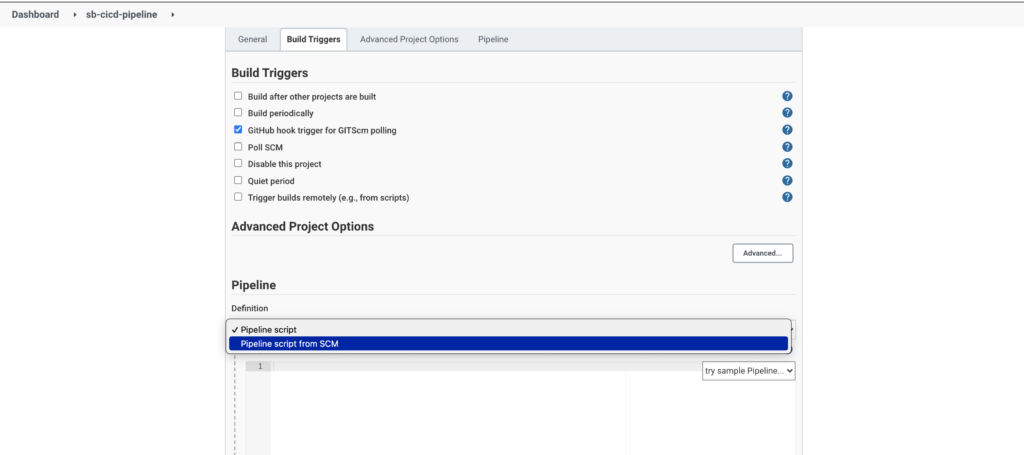 Dashboard ▸ sb-cicd-pipeline ▸
General Build Triggers Advanced Project Options Pipeline
Build Triggers
Build after other projects are built ?
Build periodically ?
GitHub hook trigger for GITScm polling ?
Poll SCM ?
Disable this project ?
Quiet period ?
Trigger builds remotely (e.g., from scripts) ?
Advanced Project Options
Advanced...
Pipeline
Definition
✓ Pipeline script
Pipeline script from SCM
1
try sample Pipeline...